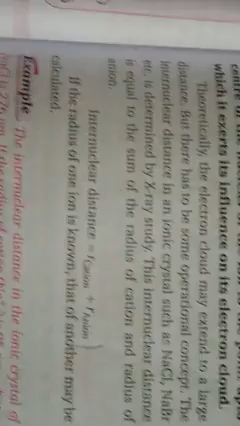 centre of
which it exerts its influence on its electron cloud.
Theoretically, the electron cloud may extend to a large
distance. But there has to be some operational concept. The
internuclear distance in an ionic crystal such as NaCl, NaBr
etc. is determined by X-ray study. This internuclear distance
is equal to the sum of the radius of cation and radius of
anion.
Internuclear distance = rcation + ranion
If the radius of one ion is known, that of another may be
calculated.
Example The internuclear distance in the ionic crystal of